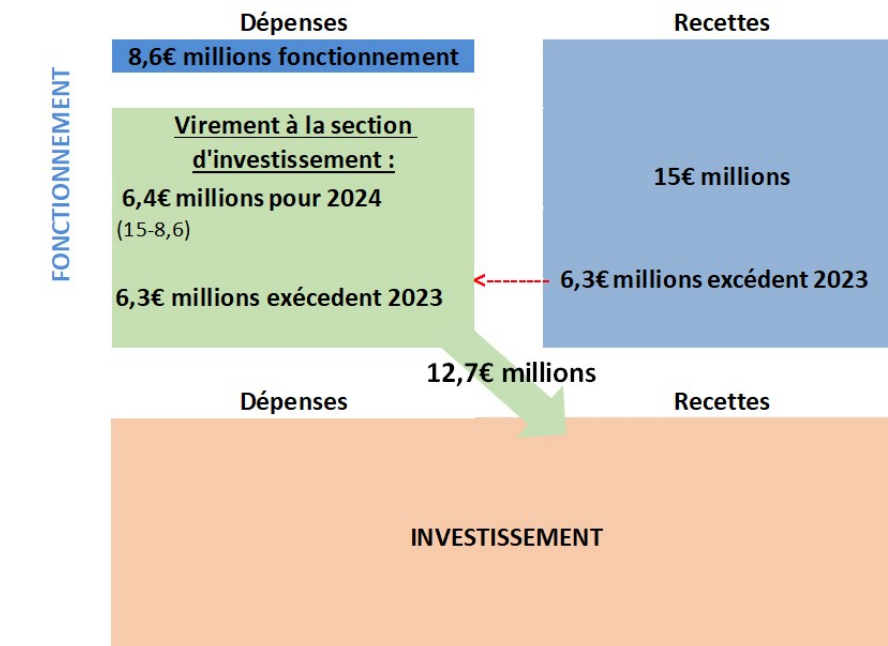 Dépenses
Recettes
FONCTIONNEMENT
8,6€ millions fonctionnement
Virement à la section
d'investissement :
6,4€ millions pour 2024
(15-8,6)
6,3€ millions exécedent 2023
15€ millions
<------- 6,3€ millions excédent 2023
12,7€ millions
Dépenses
Recettes
INVESTISSEMENT